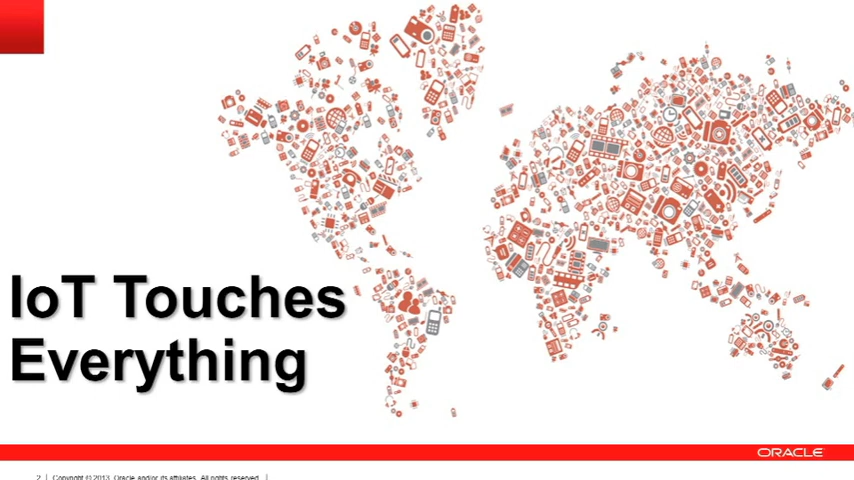 IoT Touches
Everything
ORACLE
2 | Copyright © 2013, Oracle and/or its affiliates. All rights reserved. |